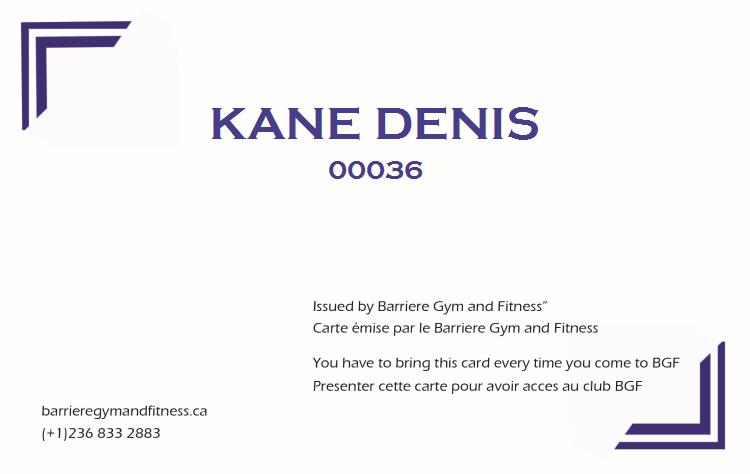 KANE DENIS
00036
Issued by Barriere Gym and Fitness”
Carte émise par le Barriere Gym and Fitness
You have to bring this card every time you come to BGF
Presenter cette carte pour avoir acces au club BGF
barrieregymandfitness.ca
(+1)236 833 2883